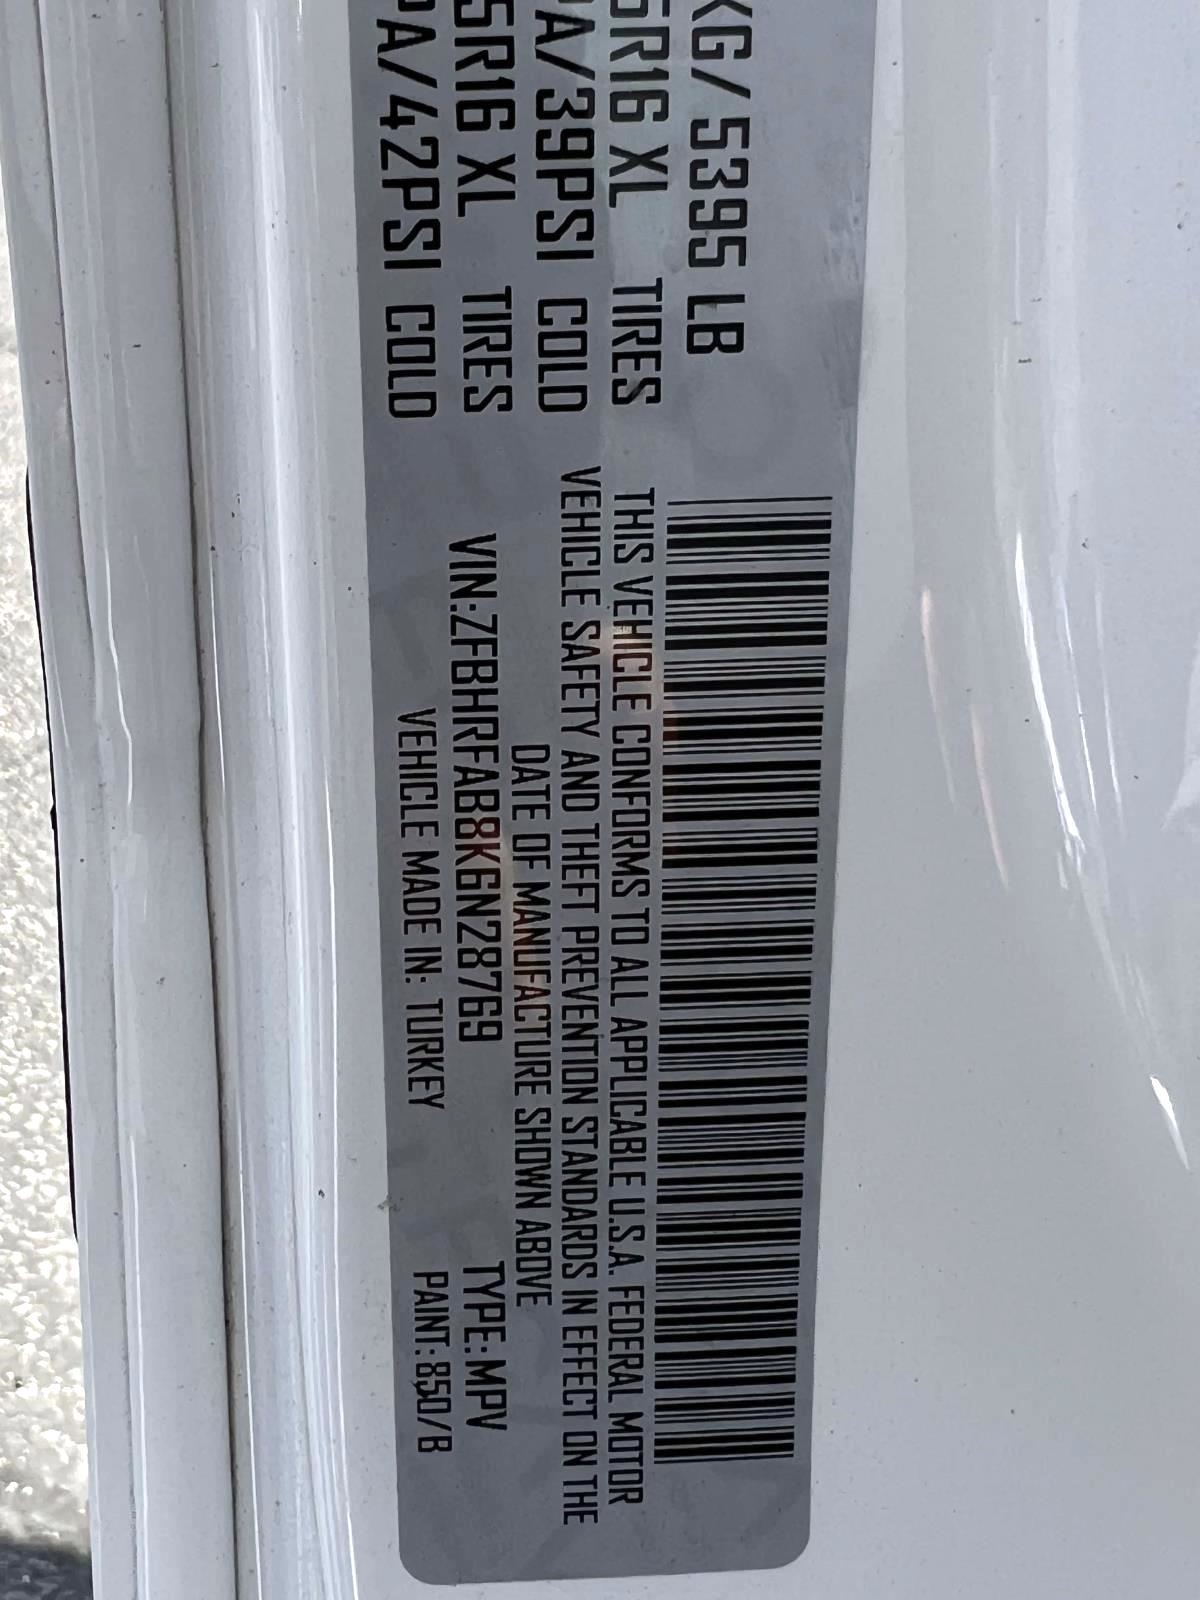 KG/ 5395 LB
5R16 XL TIRES
PA/39PSI COLD
5R16 XL TIRES
PA/42PSI COLD
THIS VEHICLE CONFORMS TO ALL APPLICABLE U.S.A. FEDERAL MOTOR
VEHICLE SAFETY AND THEFT PREVENTION STANDARDS IN EFFECT ON THE
DATE OF MANUFACTURE SHOWN ABOVE
VIN:ZFBHRFAB8K6N28769 TYPE:MPV
VEHICLE MADE IN: TURKEY PAINT:850/B